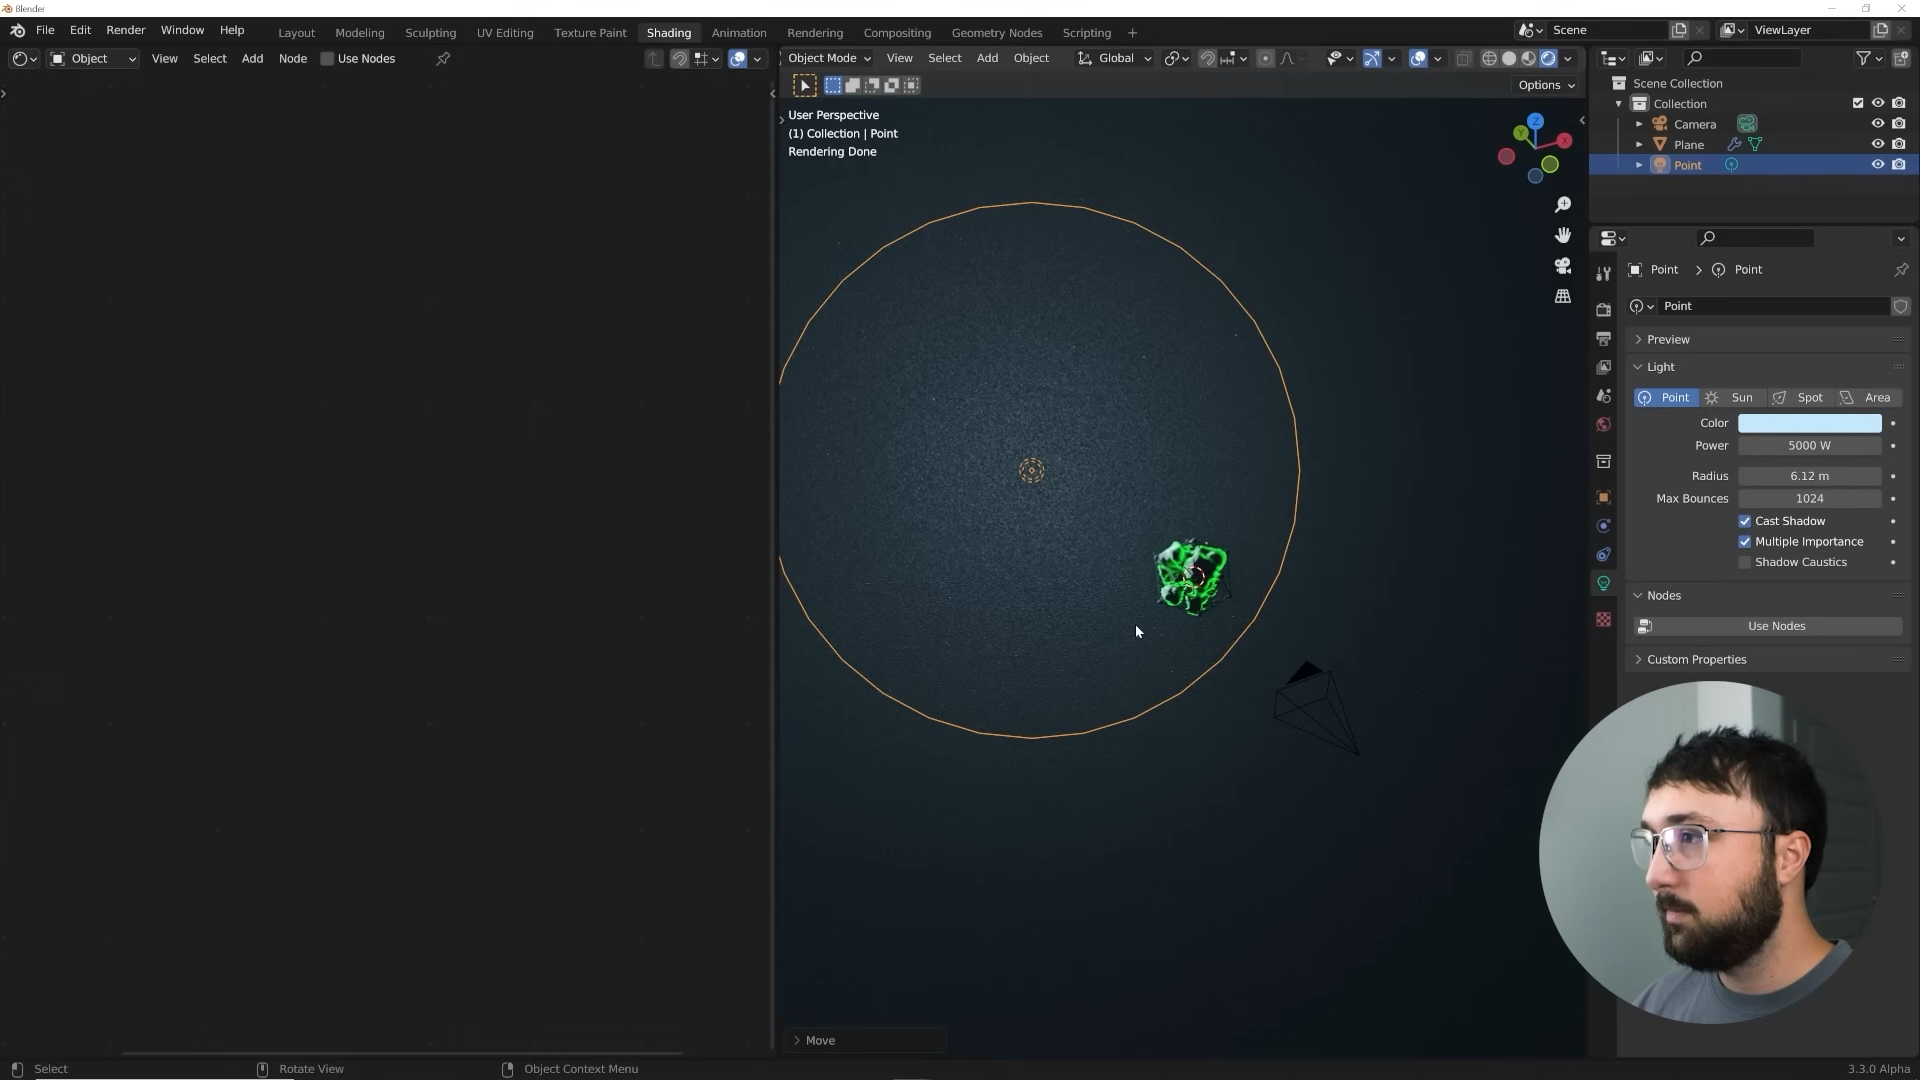 Blender
File Edit Render Window Help Layout Modeling Sculpting UV Editing Texture Paint Shading Animation Rendering Compositing Geometry Nodes Scripting + Scene ViewLayer
Object View Select Add Node Use Nodes
Object Mode View Select Add Object Global
Options
User Perspective
(1) Collection | Point
Rendering Done
Z
Y
X
Scene Collection
Collection
Camera
Plane
Point
Point > Point
Point
Preview
Light
Point Sun Spot Area
Color
Power 5000 W
Radius 6.12 m
Max Bounces 1024
Cast Shadow
Multiple Importance
Shadow Caustics
Nodes
Use Nodes
Custom Properties
Move
Select Rotate View Object Context Menu 3.3.0 Alpha